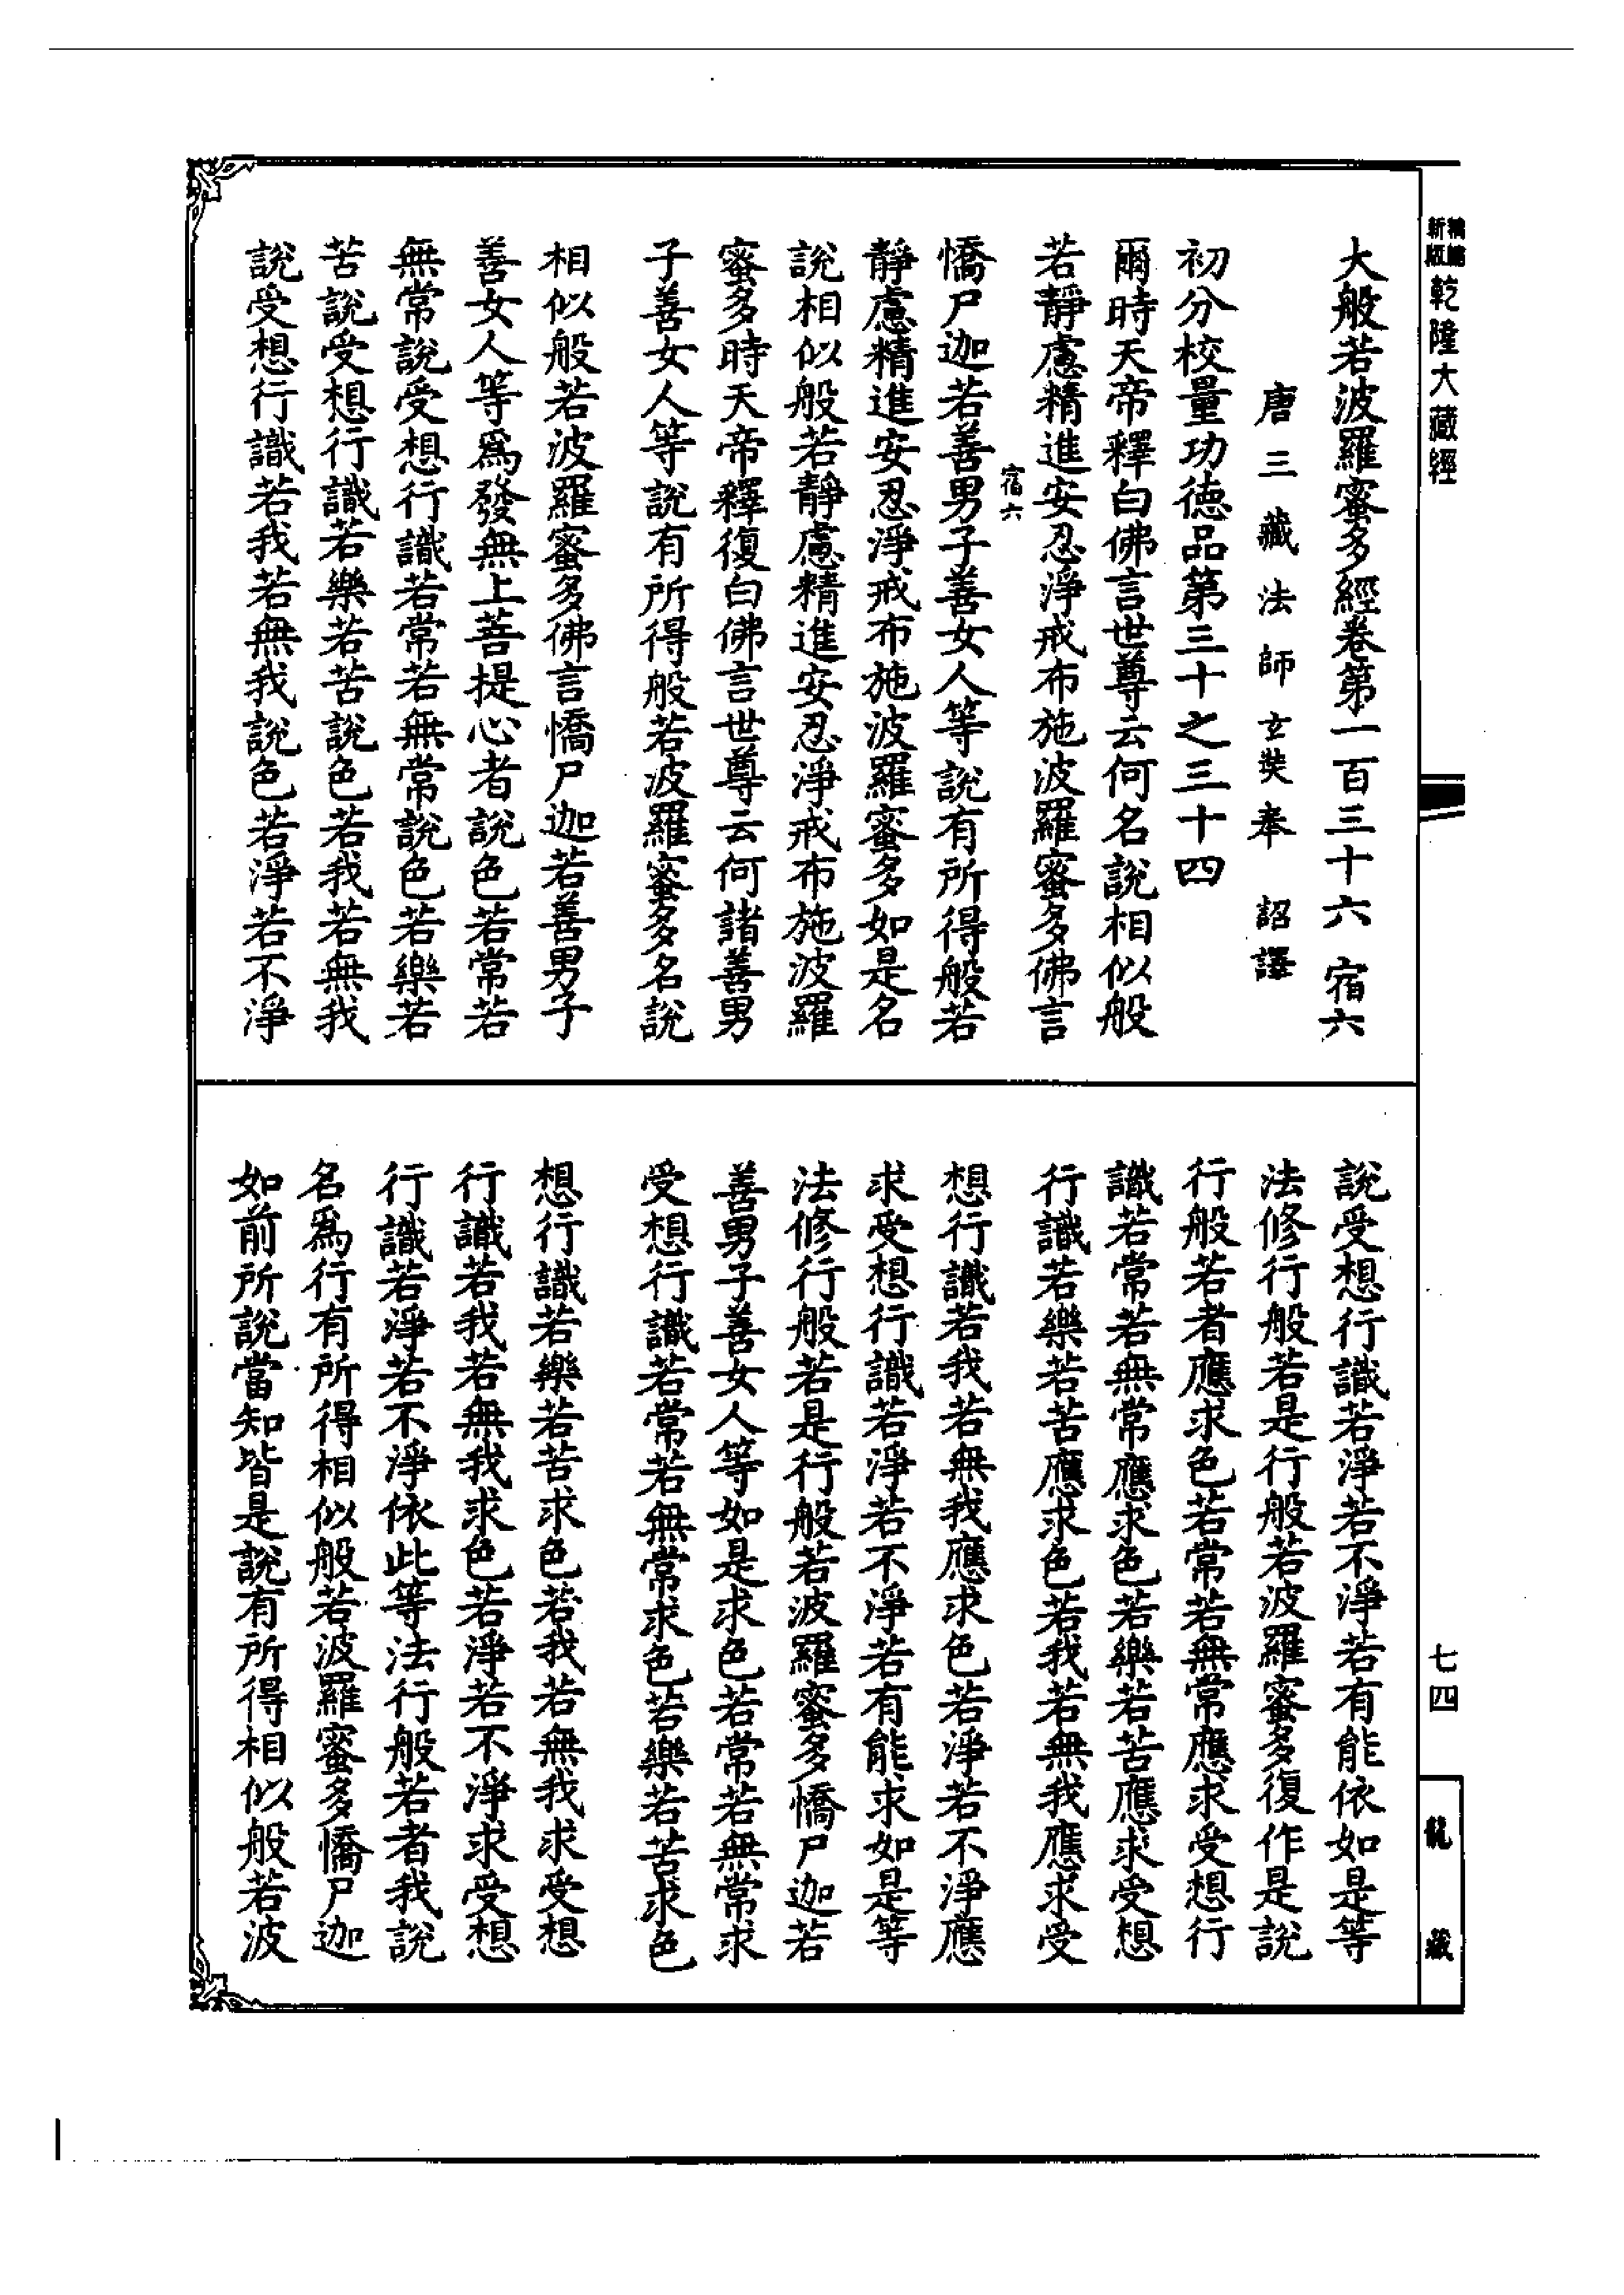 新版
乾隆大藏經
大般若波羅蜜多經卷第一百三十六 宿六
唐三藏法師玄奘奉 詔譯
初分校量功德品第三十之三十四
爾時天帝釋白佛言世尊云何名說相似般
若靜慮精進安忍淨戒布施波羅蜜多佛言
宿六
憍尸迦若善男子善女人等說有所得般若
靜慮精進安忍淨戒布施波羅蜜多如是名
說相似般若靜慮精進安忍淨戒布施波羅
蜜多時天帝釋復白佛言世尊云何諸善男
子善女人等說有所得般若波羅蜜多名說
相似般若波羅蜜多佛言憍尸迦若善男子
善女人等爲發無上菩提心者說色若常若
無常說受想行識若常若無常說色若樂若
苦說受想行識若樂若苦說色若我若無我
說受想行識若我若無我說色若淨若不淨
說受想行識若淨若不淨若有能依如是等
法修行般若是行般若波羅蜜多復作是說
行般若者應求色若常若無常應求受想行
識若常若無常應求色若樂若苦應求受想
行識若樂若苦應求色若我若無我應求受
想行識若我若無我應求色若淨若不淨應
求受想行識若淨若不淨若有能求如是等
法修行般若是行般若波羅蜜多憍尸迦若
善男子善女人等如是求色若常若無常求
受想行識若常若無常求色若樂若苦求色
想行識若樂若苦求色若我若無我求受想
行識若我若無我求色若淨若不淨求受想
行識若淨若不淨依此等法行般若者我說
名爲行有所得相似般若波羅蜜多憍尸迦
如前所說當知皆是說有所得相似般若波
七四
龍藏